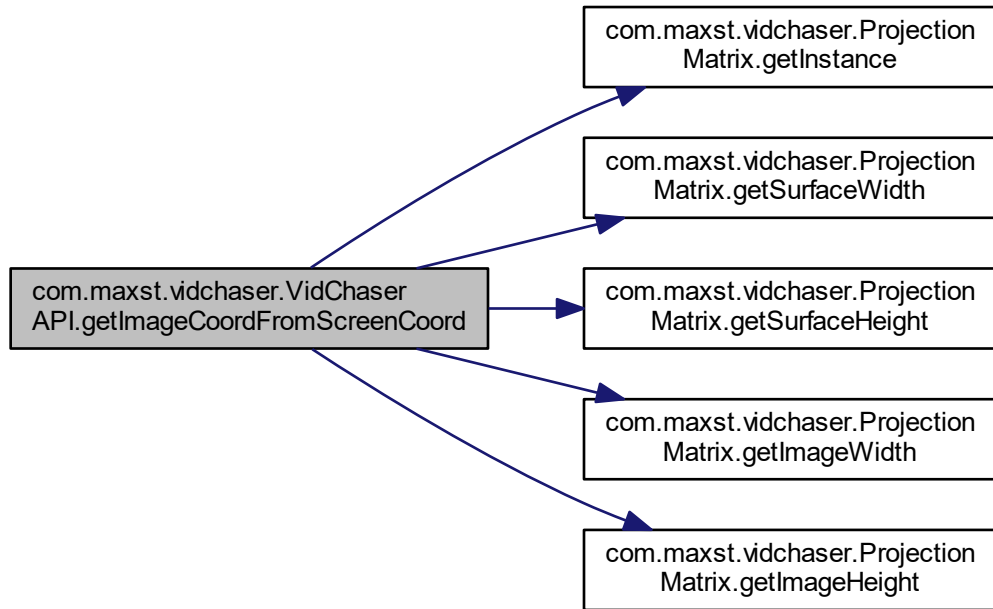 com.maxst.vidchaser.Projection
Matrix.getInstance
com.maxst.vidchaser.Projection
Matrix.getSurfaceWidth
com.maxst.vidchaser.VidChaser
API.getImageCoordFromScreenCoord
com.maxst.vidchaser.Projection
Matrix.getSurfaceHeight
com.maxst.vidchaser.Projection
Matrix.getImageWidth
com.maxst.vidchaser.Projection
Matrix.getImageHeight